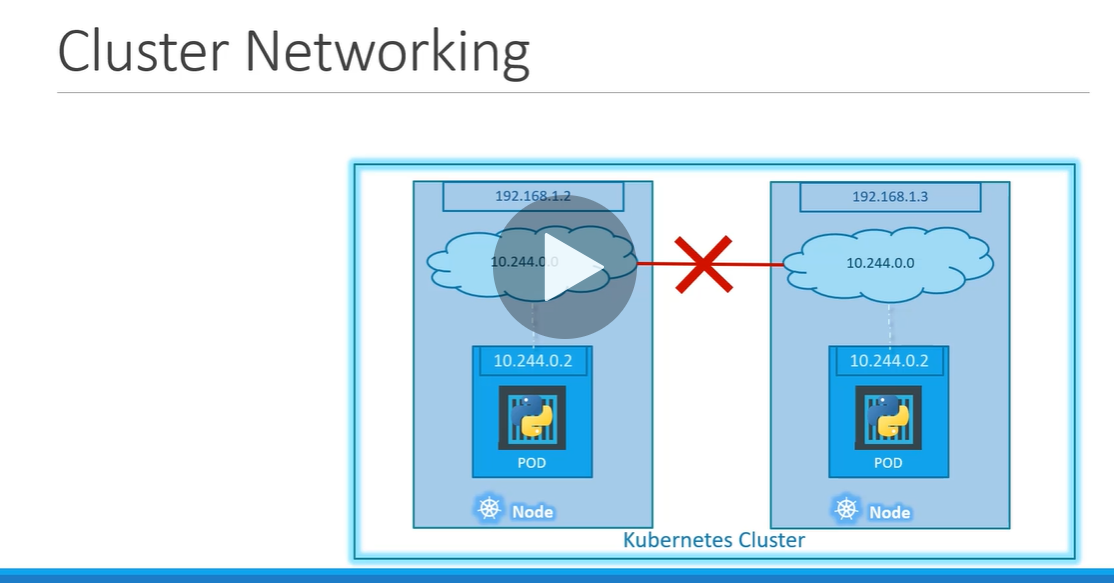 Cluster Networking
192.168.1.2
192.168.1.3
10.244.0.0
10.244.0.0
10.244.0.2
10.244.0.2
POD
POD
Node
Node
Kubernetes Cluster